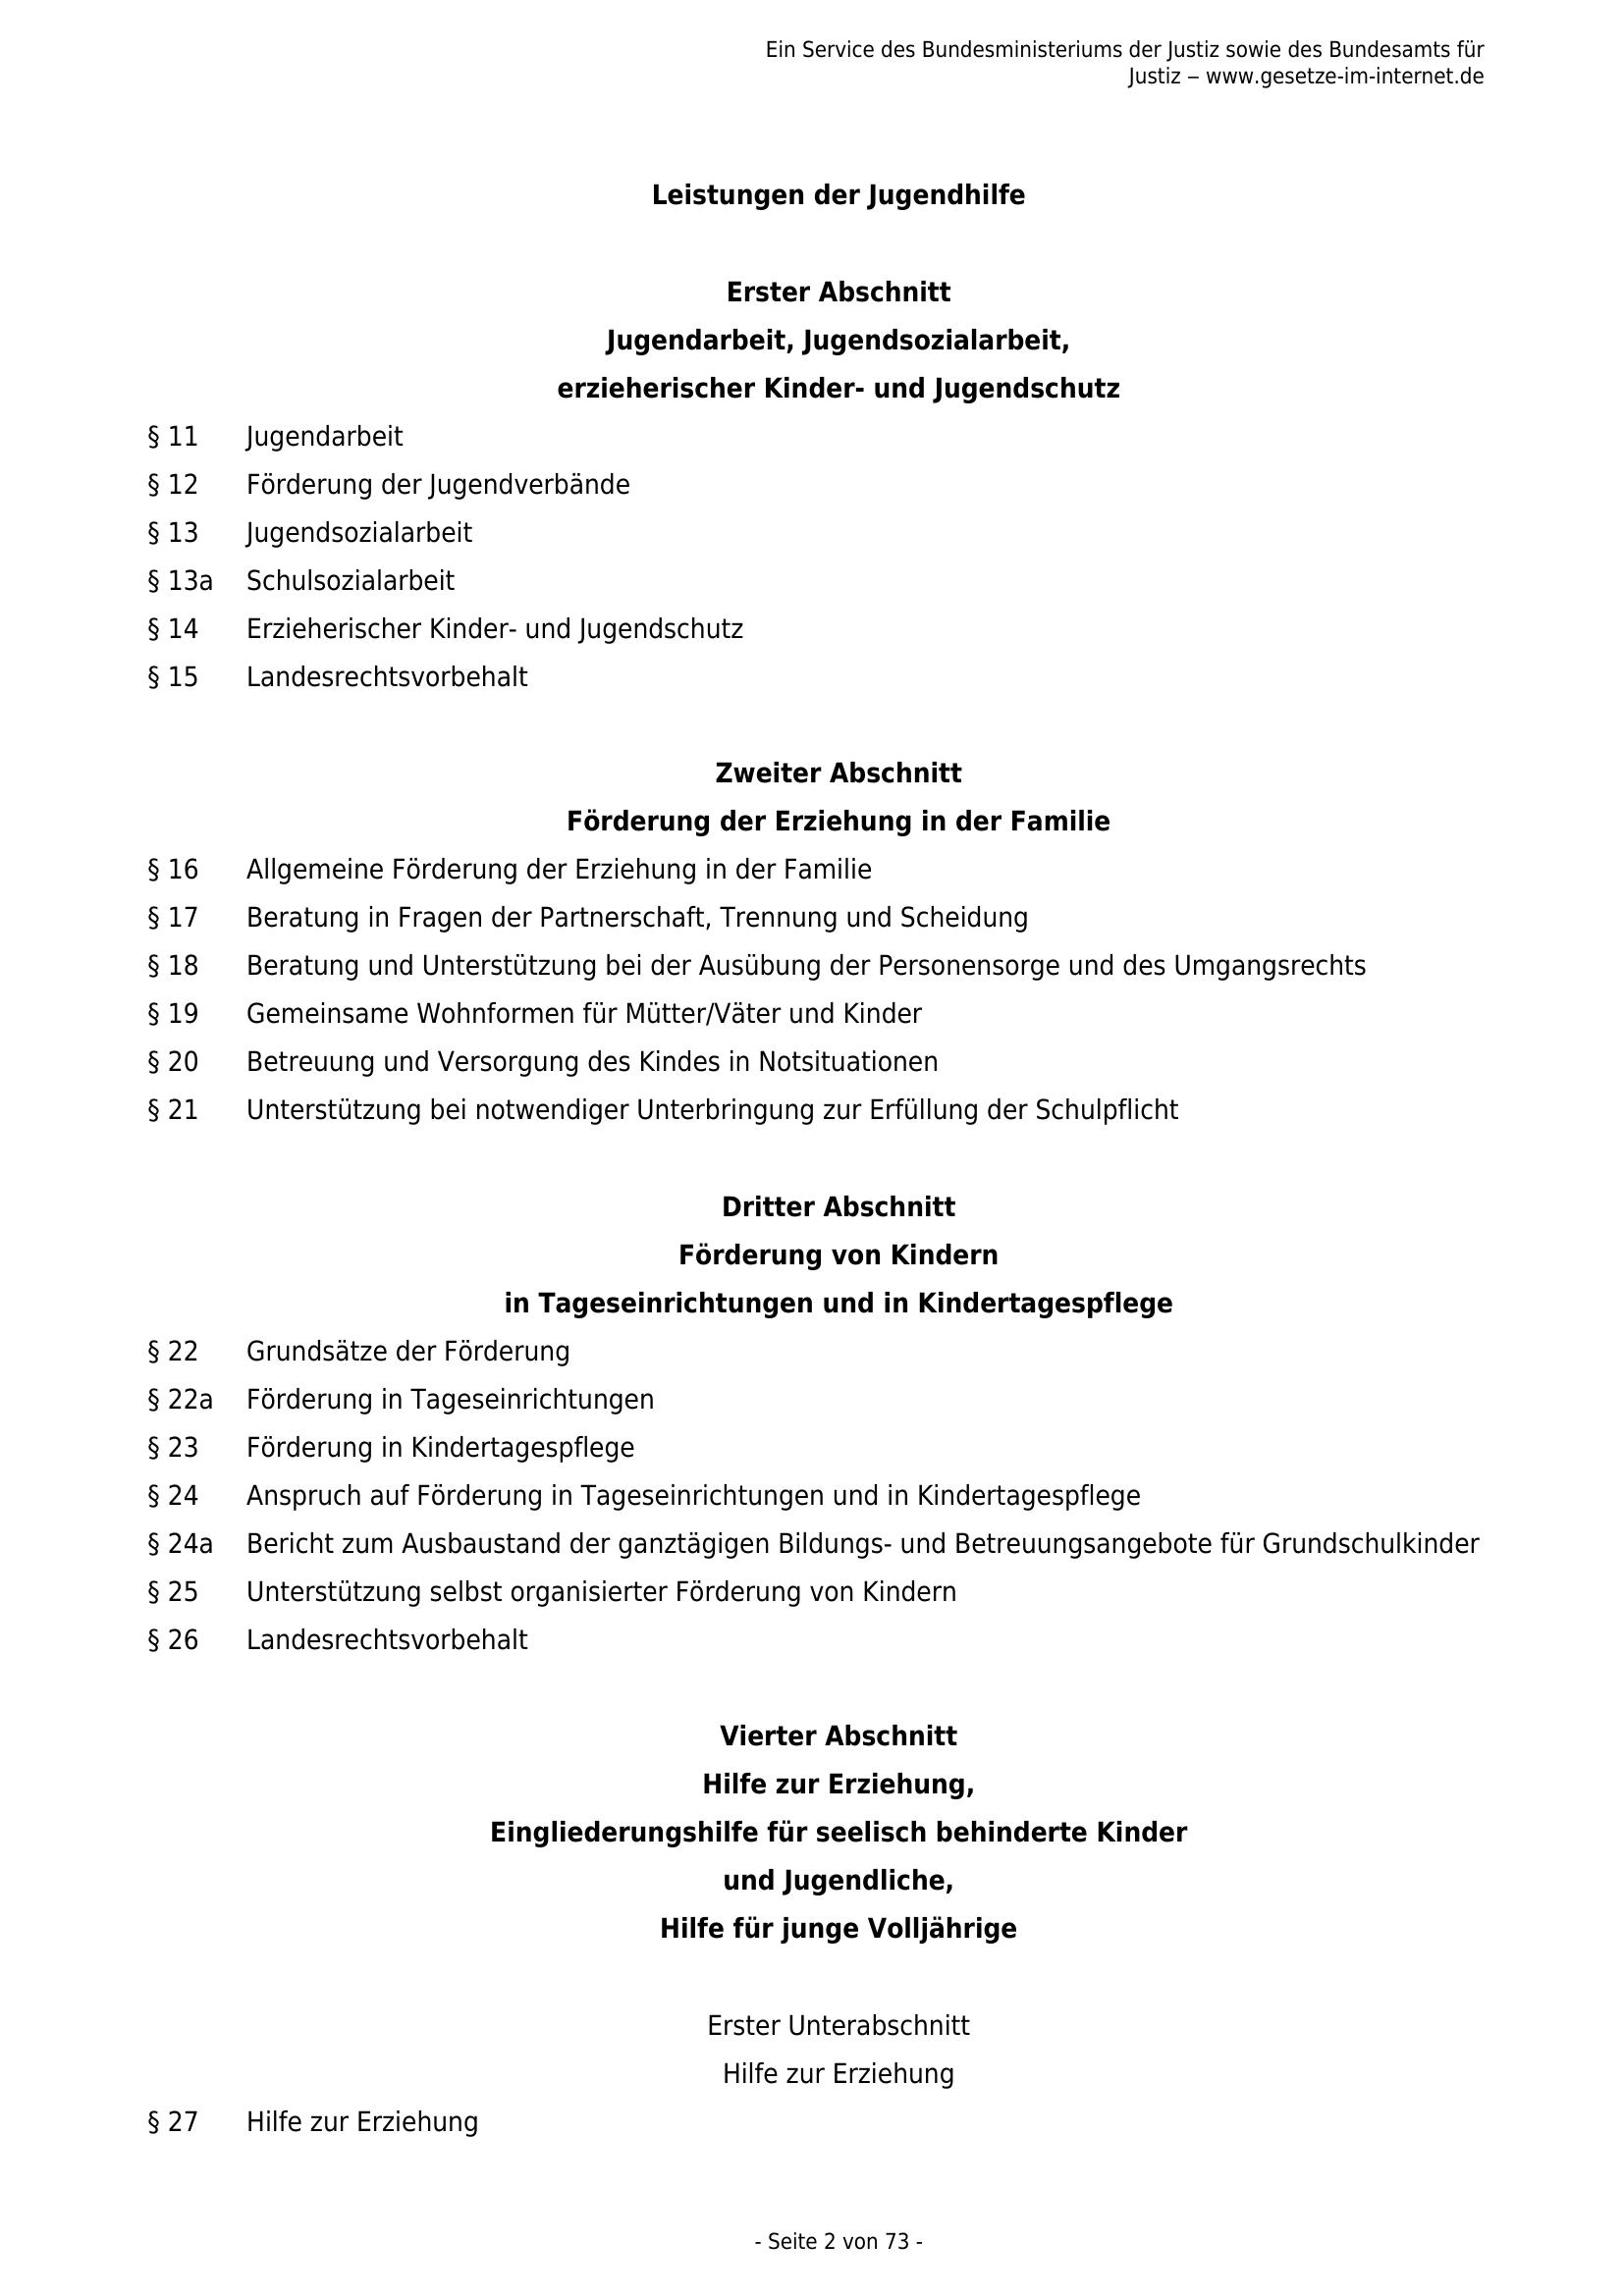 Ein Service des Bundesministeriums der Justiz sowie des Bundesamts für
Justiz ‒ www.gesetze-im-internet.de
Leistungen der Jugendhilfe
Erster Abschnitt
Jugendarbeit, Jugendsozialarbeit,
erzieherischer Kinder- und Jugendschutz
§ 11 Jugendarbeit
§ 12 Förderung der Jugendverbände
§ 13 Jugendsozialarbeit
§ 13a Schulsozialarbeit
§ 14 Erzieherischer Kinder- und Jugendschutz
§ 15 Landesrechtsvorbehalt
Zweiter Abschnitt
Förderung der Erziehung in der Familie
§ 16 Allgemeine Förderung der Erziehung in der Familie
§ 17 Beratung in Fragen der Partnerschaft, Trennung und Scheidung
§ 18 Beratung und Unterstützung bei der Ausübung der Personensorge und des Umgangsrechts
§ 19 Gemeinsame Wohnformen für Mütter/Väter und Kinder
§ 20 Betreuung und Versorgung des Kindes in Notsituationen
§ 21 Unterstützung bei notwendiger Unterbringung zur Erfüllung der Schulpflicht
Dritter Abschnitt
Förderung von Kindern
in Tageseinrichtungen und in Kindertagespflege
§ 22 Grundsätze der Förderung
§ 22a Förderung in Tageseinrichtungen
§ 23 Förderung in Kindertagespflege
§ 24 Anspruch auf Förderung in Tageseinrichtungen und in Kindertagespflege
§ 24a Bericht zum Ausbaustand der ganztägigen Bildungs- und Betreuungsangebote für Grundschulkinder
§ 25 Unterstützung selbst organisierter Förderung von Kindern
§ 26 Landesrechtsvorbehalt
Vierter Abschnitt
Hilfe zur Erziehung,
Eingliederungshilfe für seelisch behinderte Kinder
und Jugendliche,
Hilfe für junge Volljährige
Erster Unterabschnitt
Hilfe zur Erziehung
§ 27 Hilfe zur Erziehung
- Seite 2 von 73 -